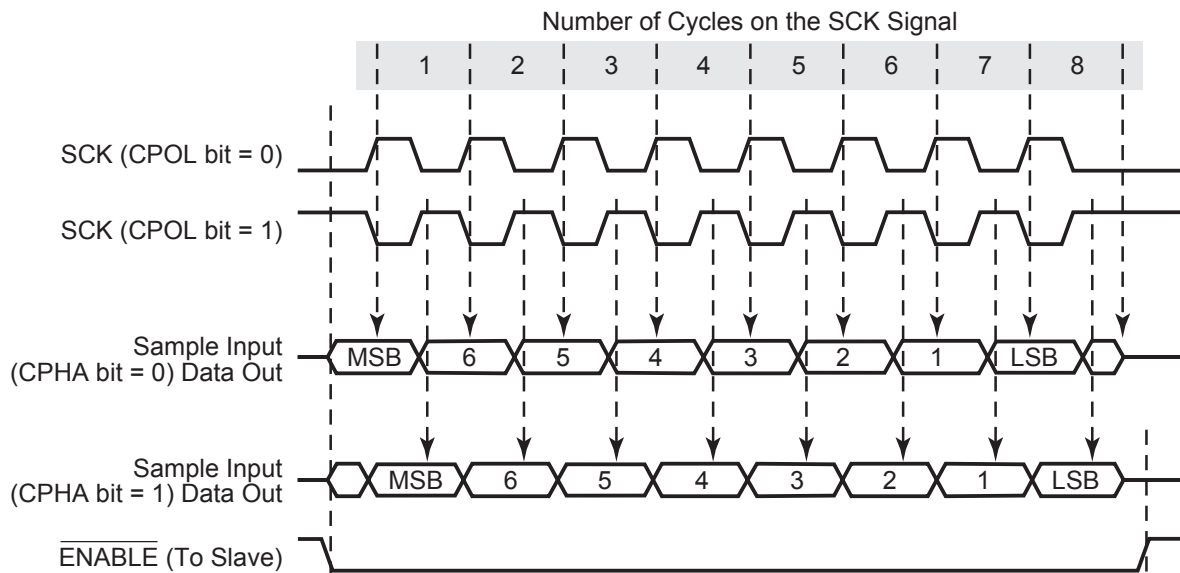 Number of Cycles on the SCK Signal
1 2 3 4 5 6 7 8
SCK (CPOL bit = 0)
SCK (CPOL bit = 1)
Sample Input
(CPHA bit = 0) Data Out
MSB 6 5 4 3 2 1 LSB
Sample Input
(CPHA bit = 1) Data Out
MSB 6 5 4 3 2 1 LSB
ENABLE (To Slave)